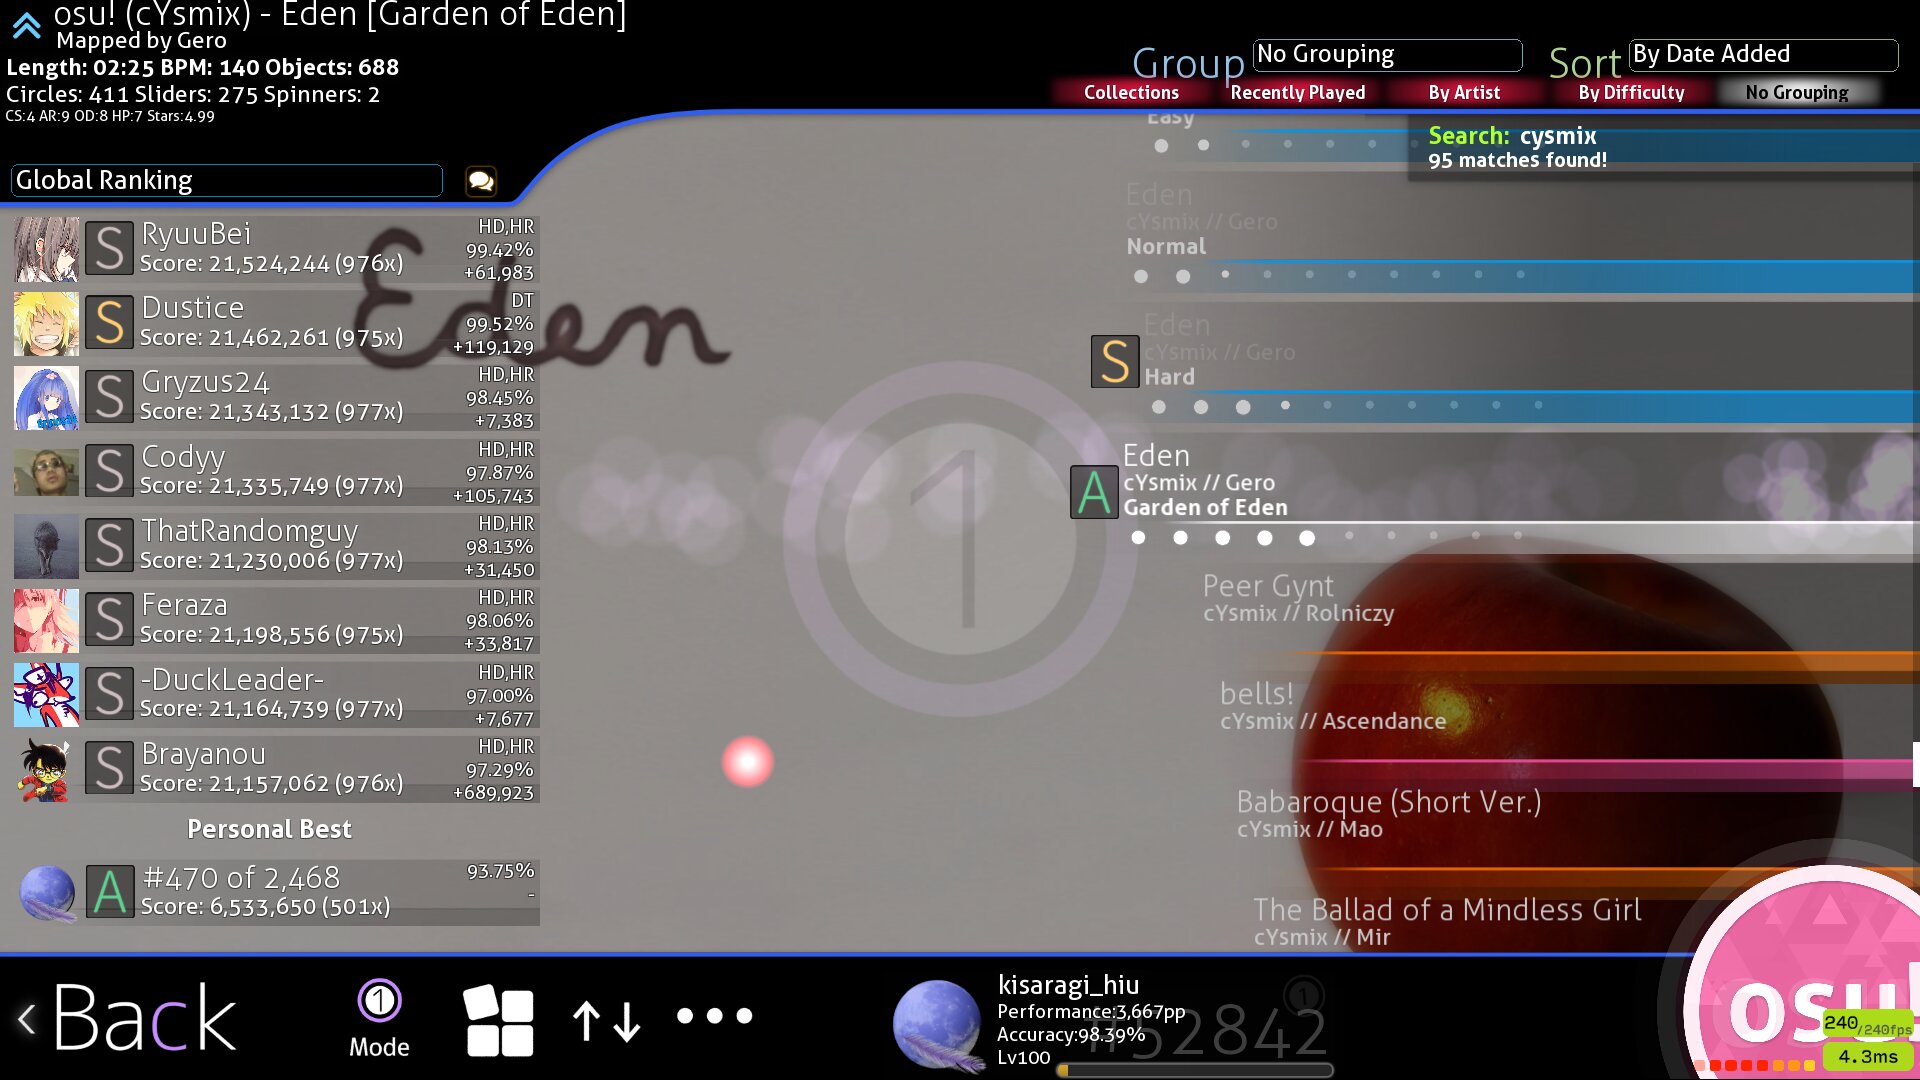 osu! (cYsmix) - Eden [Garden of Eden]
Mapped by Gero
Length: 02:25 BPM: 140 Objects: 688
Circles: 411 Sliders: 275 Spinners: 2
CS:4 AR:9 OD:8 HP:7 Stars:4.99
Group No Grouping Sort By Date Added
Collections Recently Played By Artist By Difficulty No Grouping
Search: cysmix
95 matches found!
Global Ranking
S RyuuBei HD,HR
Score: 21,524,244 (976x) 99.42%
+61,983
S Dustice DT
Score: 21,462,261 (975x) 99.52%
+119,129
S Gryzus24 HD,HR
Score: 21,343,132 (977x) 98.45%
+7,383
S Codyy HD,HR
Score: 21,335,749 (977x) 97.87%
+105,743
S ThatRandomguy HD,HR
Score: 21,230,006 (977x) 98.13%
+31,450
S Feraza HD,HR
Score: 21,198,556 (975x) 98.06%
+33,817
S -DuckLeader- HD,HR
Score: 21,164,739 (977x) 97.00%
+7,677
S Brayanou HD,HR
Score: 21,157,062 (976x) 97.29%
+689,923
Personal Best
A #470 of 2,468 93.75%
Score: 6,533,650 (501x) -
Eden
1
Easy
Eden
cYsmix // Gero
Normal
Eden
cYsmix // Gero
S Hard
Eden
cYsmix // Gero
A Garden of Eden
Peer Gynt
cYsmix // Rolniczy
bells!
cYsmix // Ascendance
Babaroque (Short Ver.)
cYsmix // Mao
The Ballad of a Mindless Girl
cYsmix // Mir
‹ Back
1
Mode
kisaragi_hiu
Performance:3,667pp
Accuracy:98.39%
Lv100
#52842
1
osu!
240/240fps
4.3ms